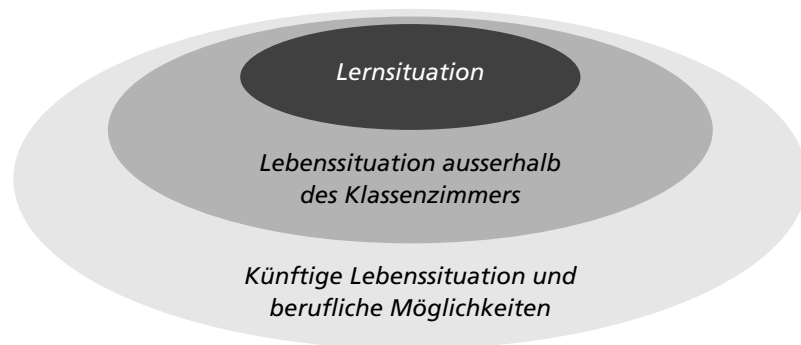 Lernsituation
Lebenssituation ausserhalb
des Klassenzimmers
Künftige Lebenssituation und
berufliche Möglichkeiten